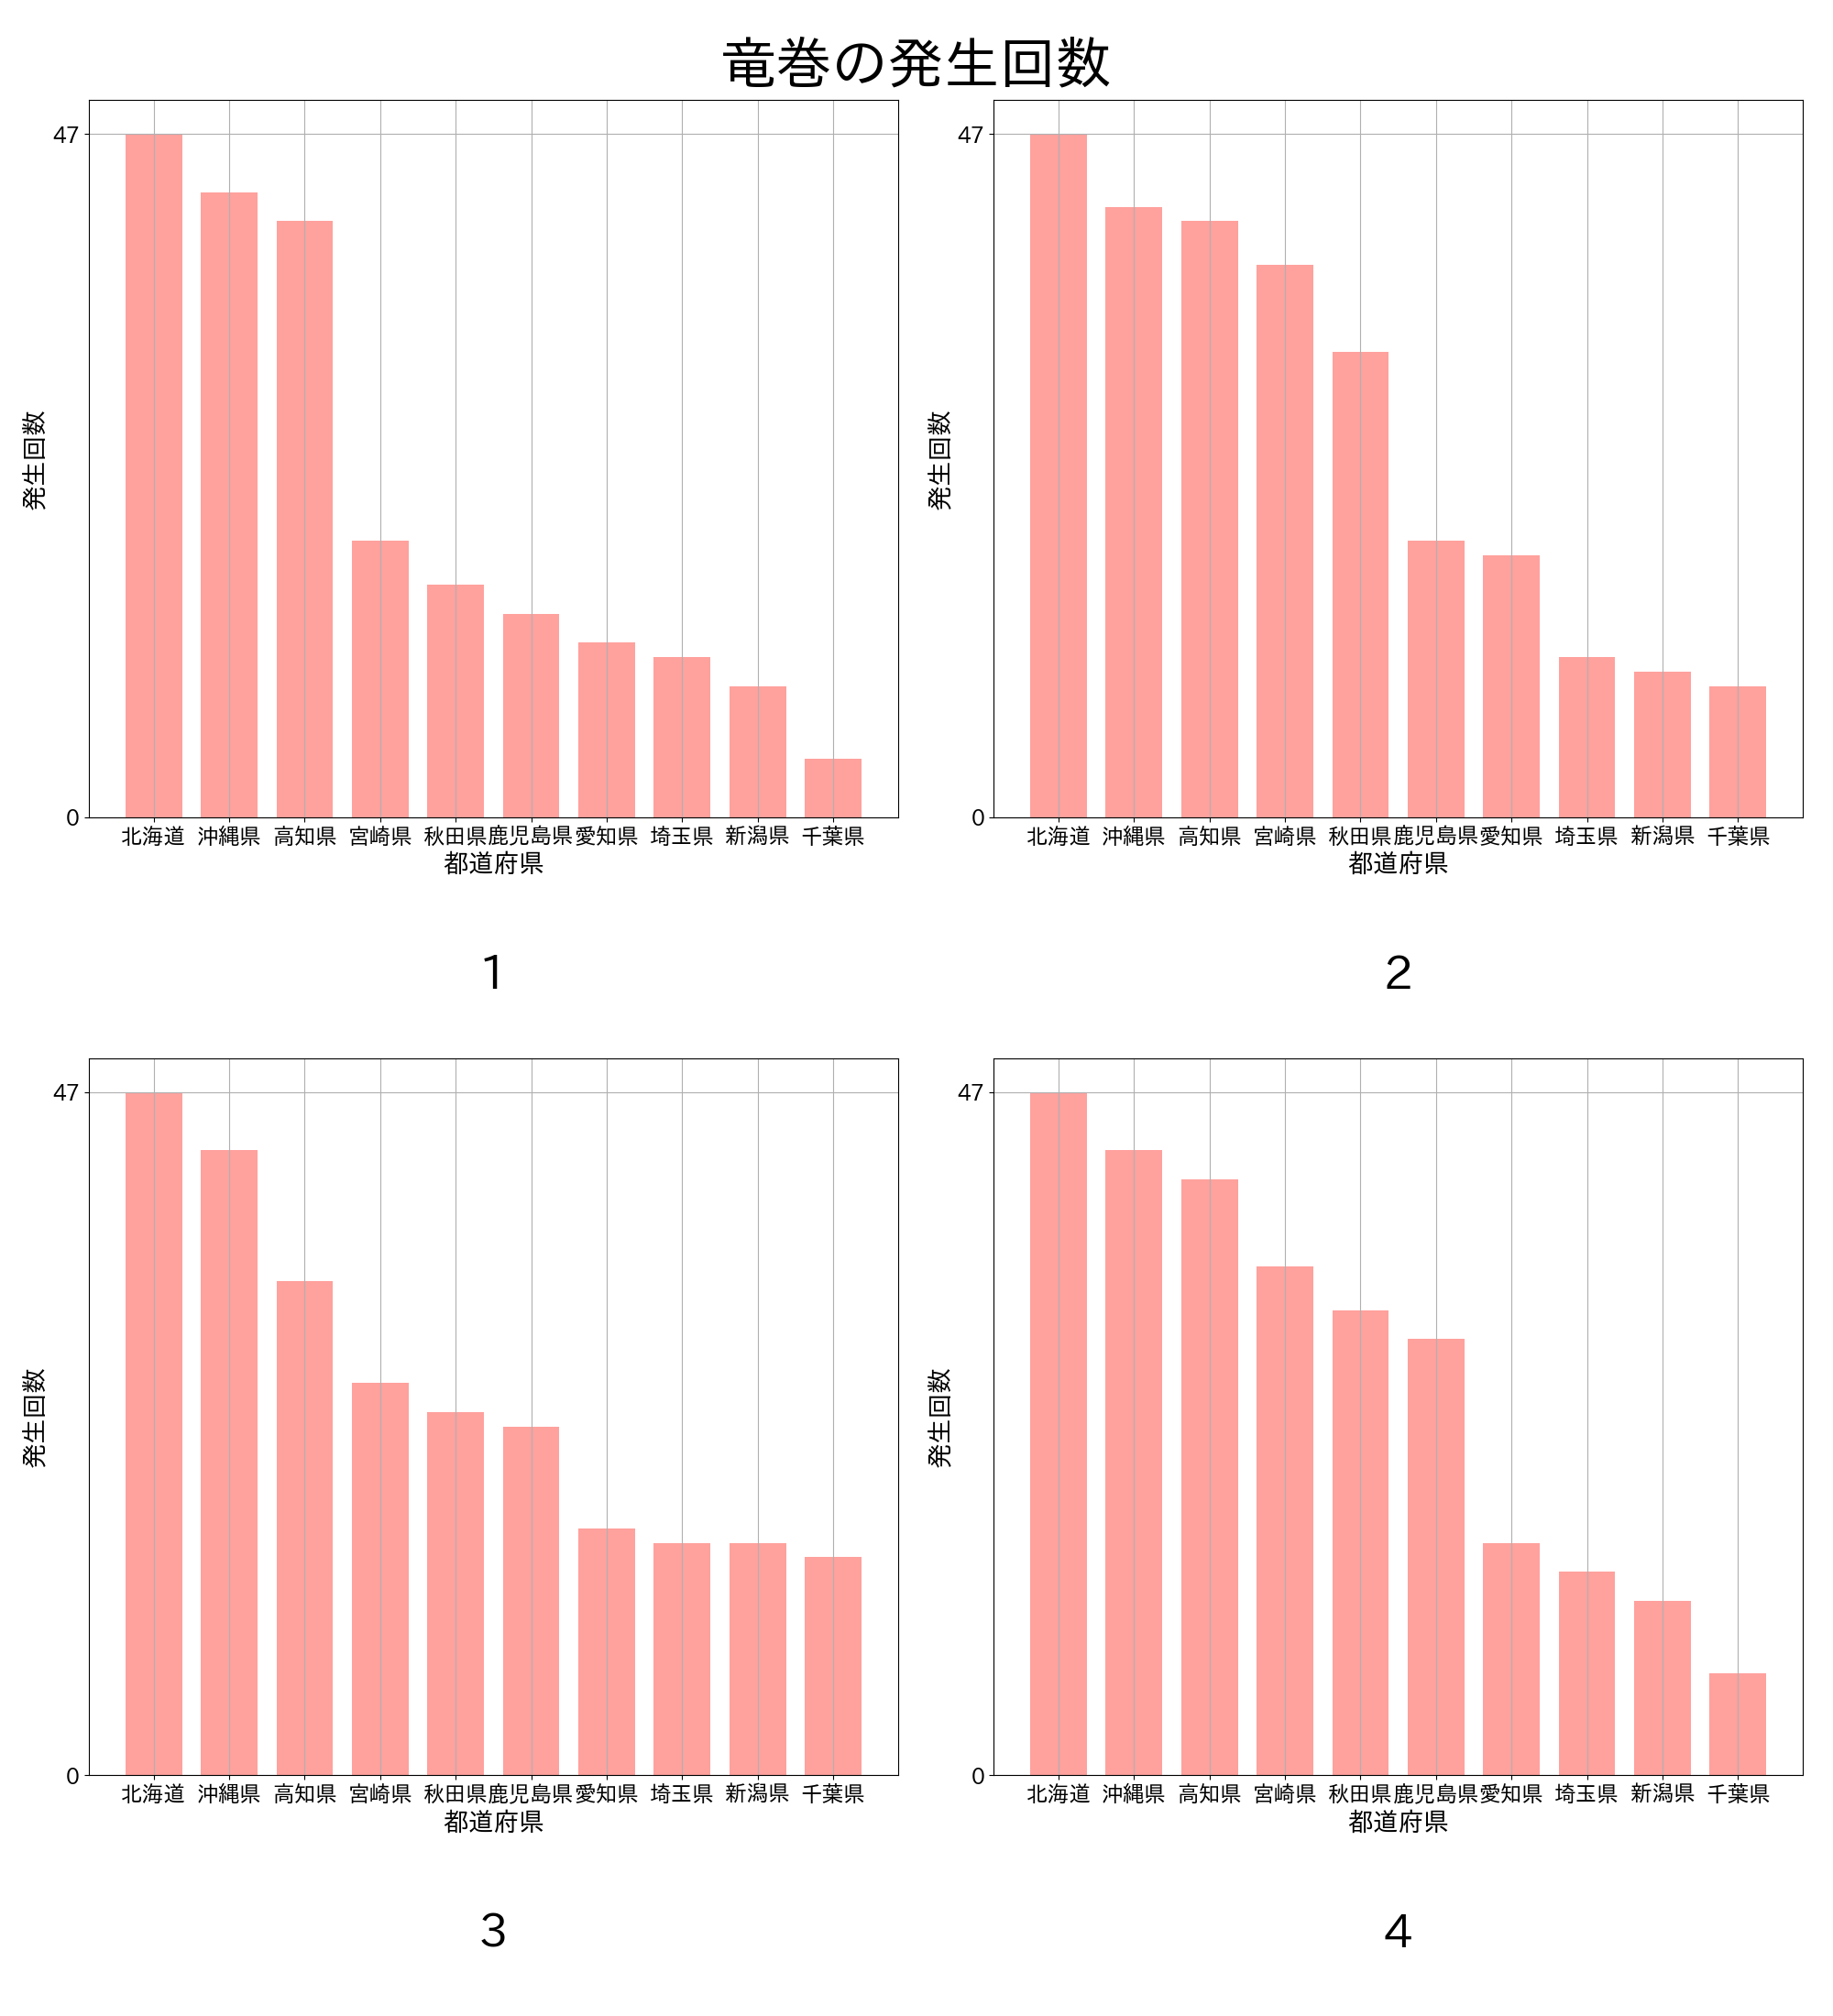 竜巻の発生回数
47
0
発生回数
北海道 沖縄県 高知県 宮崎県 秋田県 鹿児島県 愛知県 埼玉県 新潟県 千葉県
都道府県
1
47
0
発生回数
北海道 沖縄県 高知県 宮崎県 秋田県 鹿児島県 愛知県 埼玉県 新潟県 千葉県
都道府県
2
47
0
発生回数
北海道 沖縄県 高知県 宮崎県 秋田県 鹿児島県 愛知県 埼玉県 新潟県 千葉県
都道府県
3
47
0
発生回数
北海道 沖縄県 高知県 宮崎県 秋田県 鹿児島県 愛知県 埼玉県 新潟県 千葉県
都道府県
4